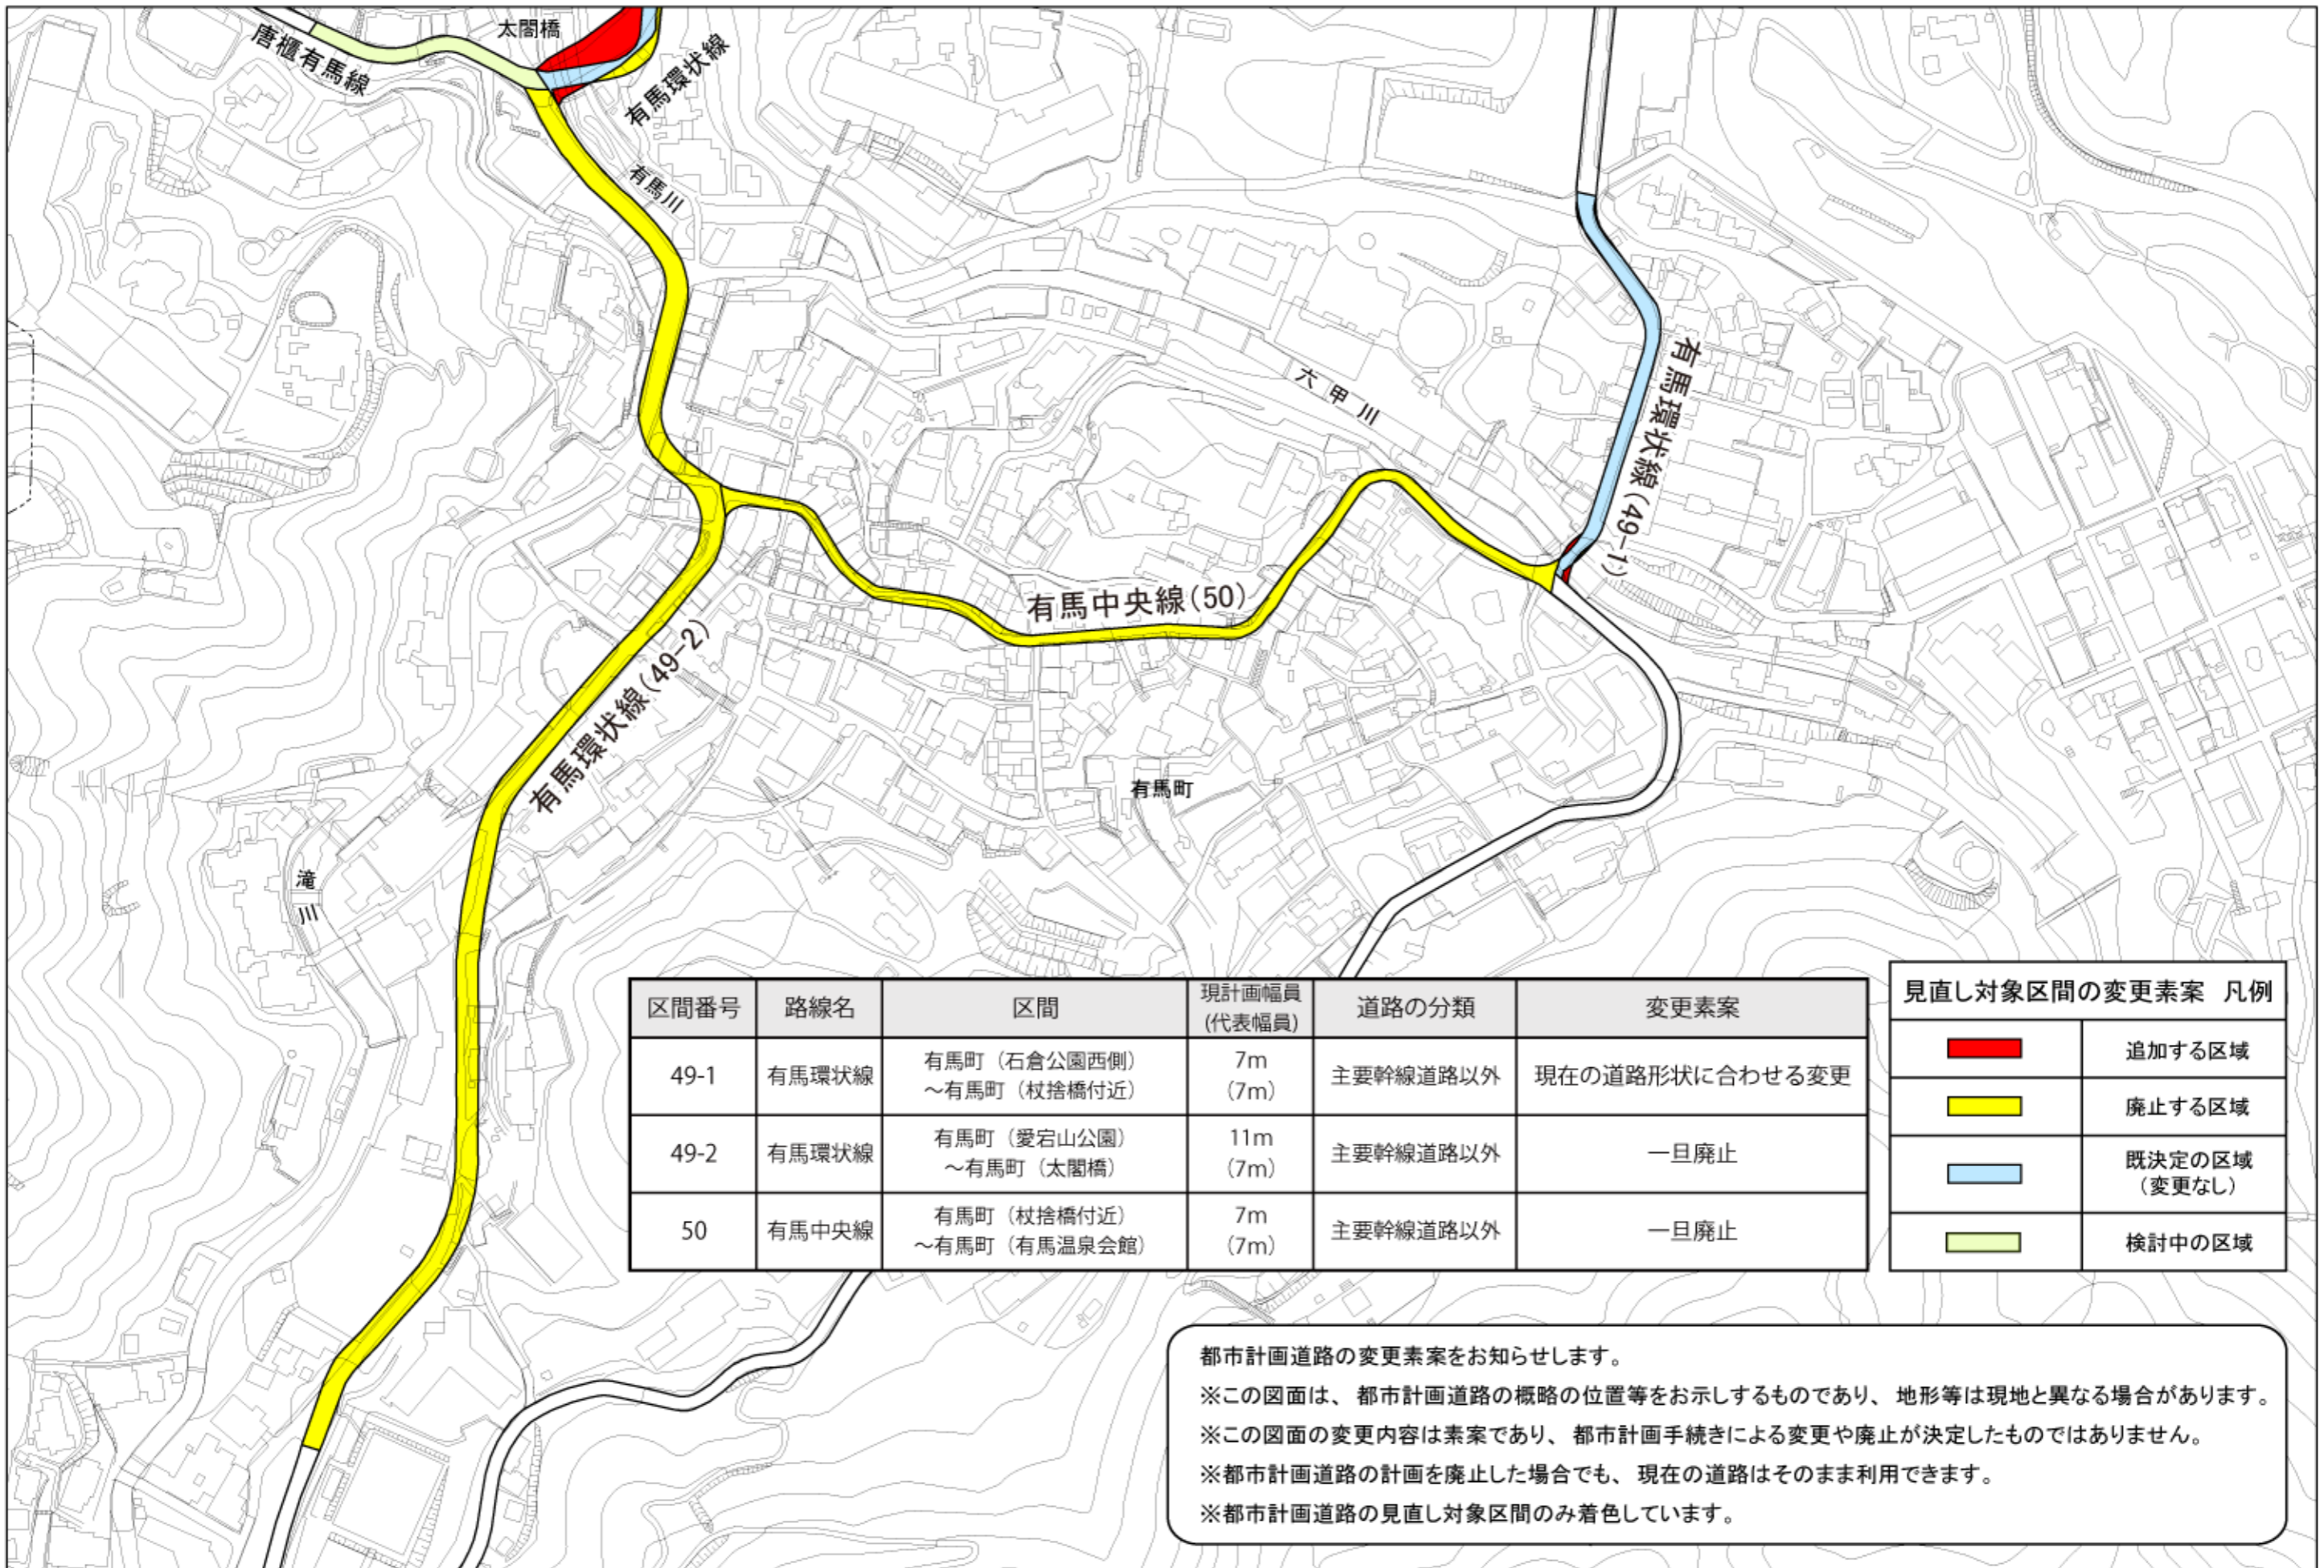 太閤橋
唐櫃有馬線
有馬環状線
有馬川
六甲川
有馬環状線(49-1)
有馬中央線(50)
有馬環状線(49-2)
有馬町
滝川
区間番号 路線名 区間 現計画幅員 (代表幅員) 道路の分類 変更素案
49-1 有馬環状線 有馬町(石倉公園西側) 7m 主要幹線道路以外 現在の道路形状に合わせる変更
～有馬町(杖捨橋付近) (7m)
49-2 有馬環状線 有馬町(愛宕山公園) 11m 主要幹線道路以外 一旦廃止
～有馬町(太閤橋) (7m)
50 有馬中央線 有馬町(杖捨橋付近) 7m 主要幹線道路以外 一旦廃止
～有馬町(有馬温泉会館) (7m)
見直し対象区間の変更素案 凡例
追加する区域
廃止する区域
既決定の区域
(変更なし)
検討中の区域
都市計画道路の変更素案をお知らせします。
※この図面は、都市計画道路の概略の位置等をお示しするものであり、地形等は現地と異なる場合があります。
※この図面の変更内容は素案であり、都市計画手続きによる変更や廃止が決定したものではありません。
※都市計画道路の計画を廃止した場合でも、現在の道路はそのまま利用できます。
※都市計画道路の見直し対象区間のみ着色しています。